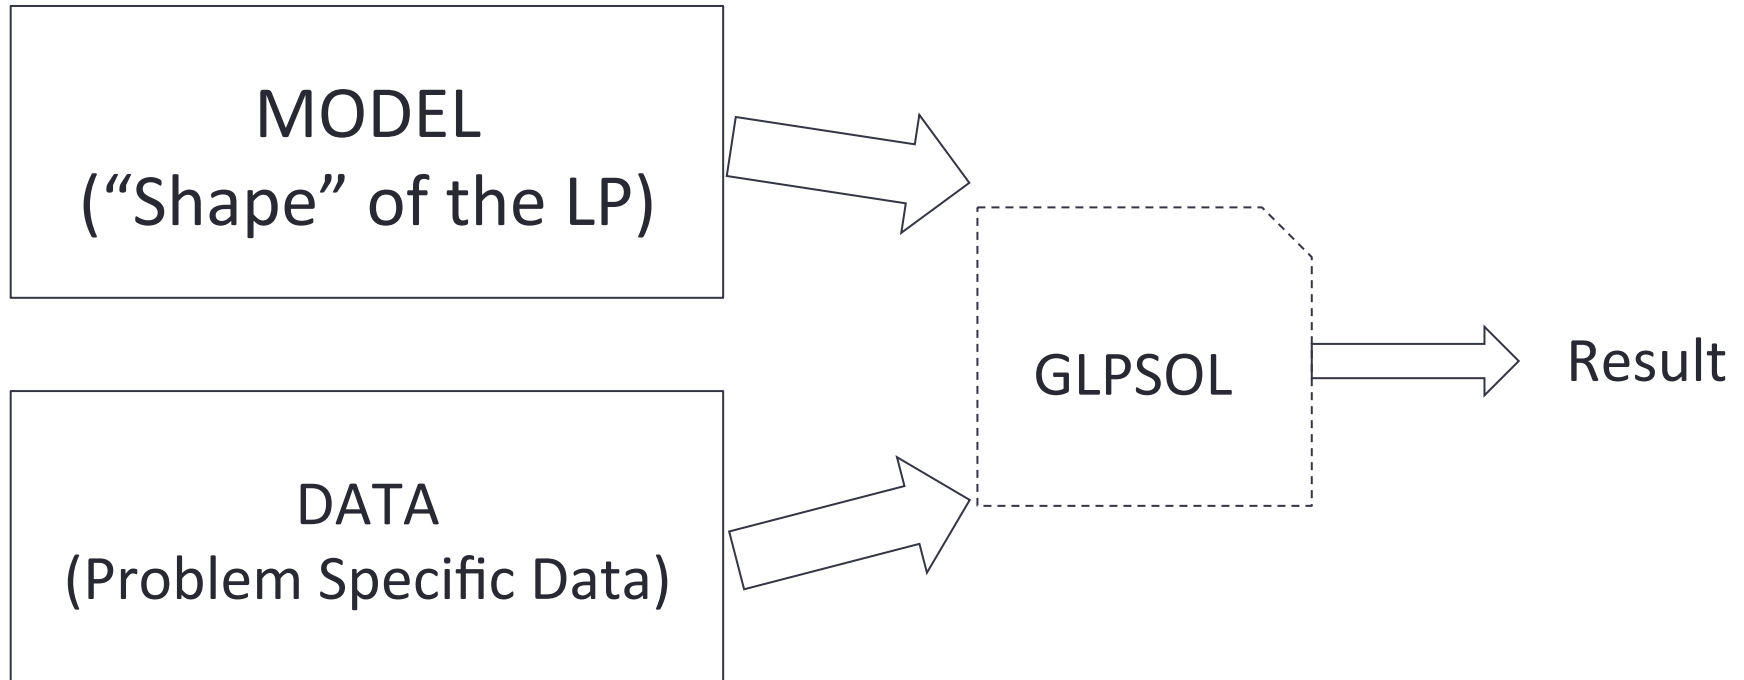 MODEL
(“Shape” of the LP)
GLPSOL
Result
DATA
(Problem Specific Data)